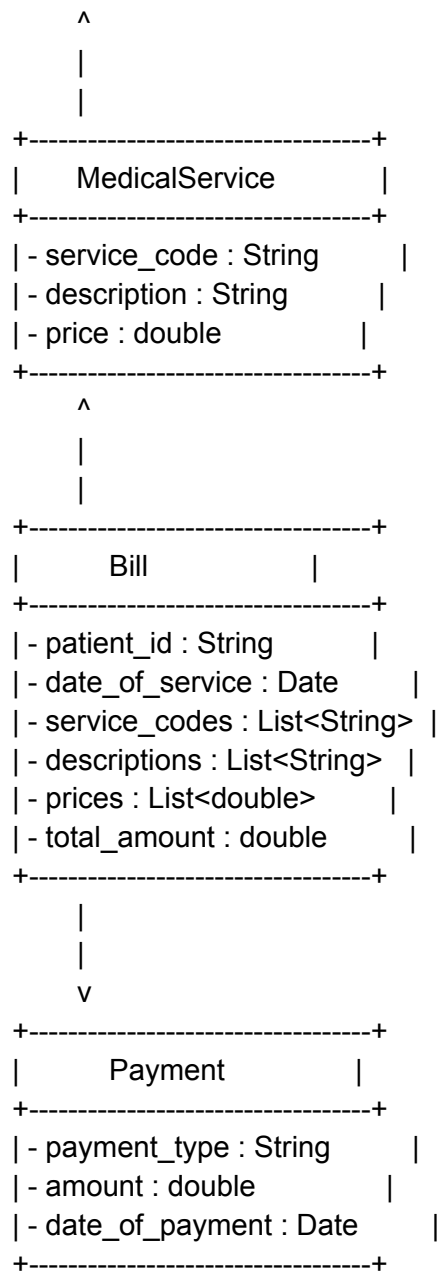 ^
|
|
+-----------------------------------+
| MedicalService |
+-----------------------------------+
| - service_code : String |
| - description : String |
| - price : double |
+-----------------------------------+
^
|
|
+-----------------------------------+
| Bill |
+-----------------------------------+
| - patient_id : String |
| - date_of_service : Date |
| - service_codes : List<String> |
| - descriptions : List<String> |
| - prices : List<double> |
| - total_amount : double |
+-----------------------------------+
|
|
v
+-----------------------------------+
| Payment |
+-----------------------------------+
| - payment_type : String |
| - amount : double |
| - date_of_payment : Date |
+-----------------------------------+